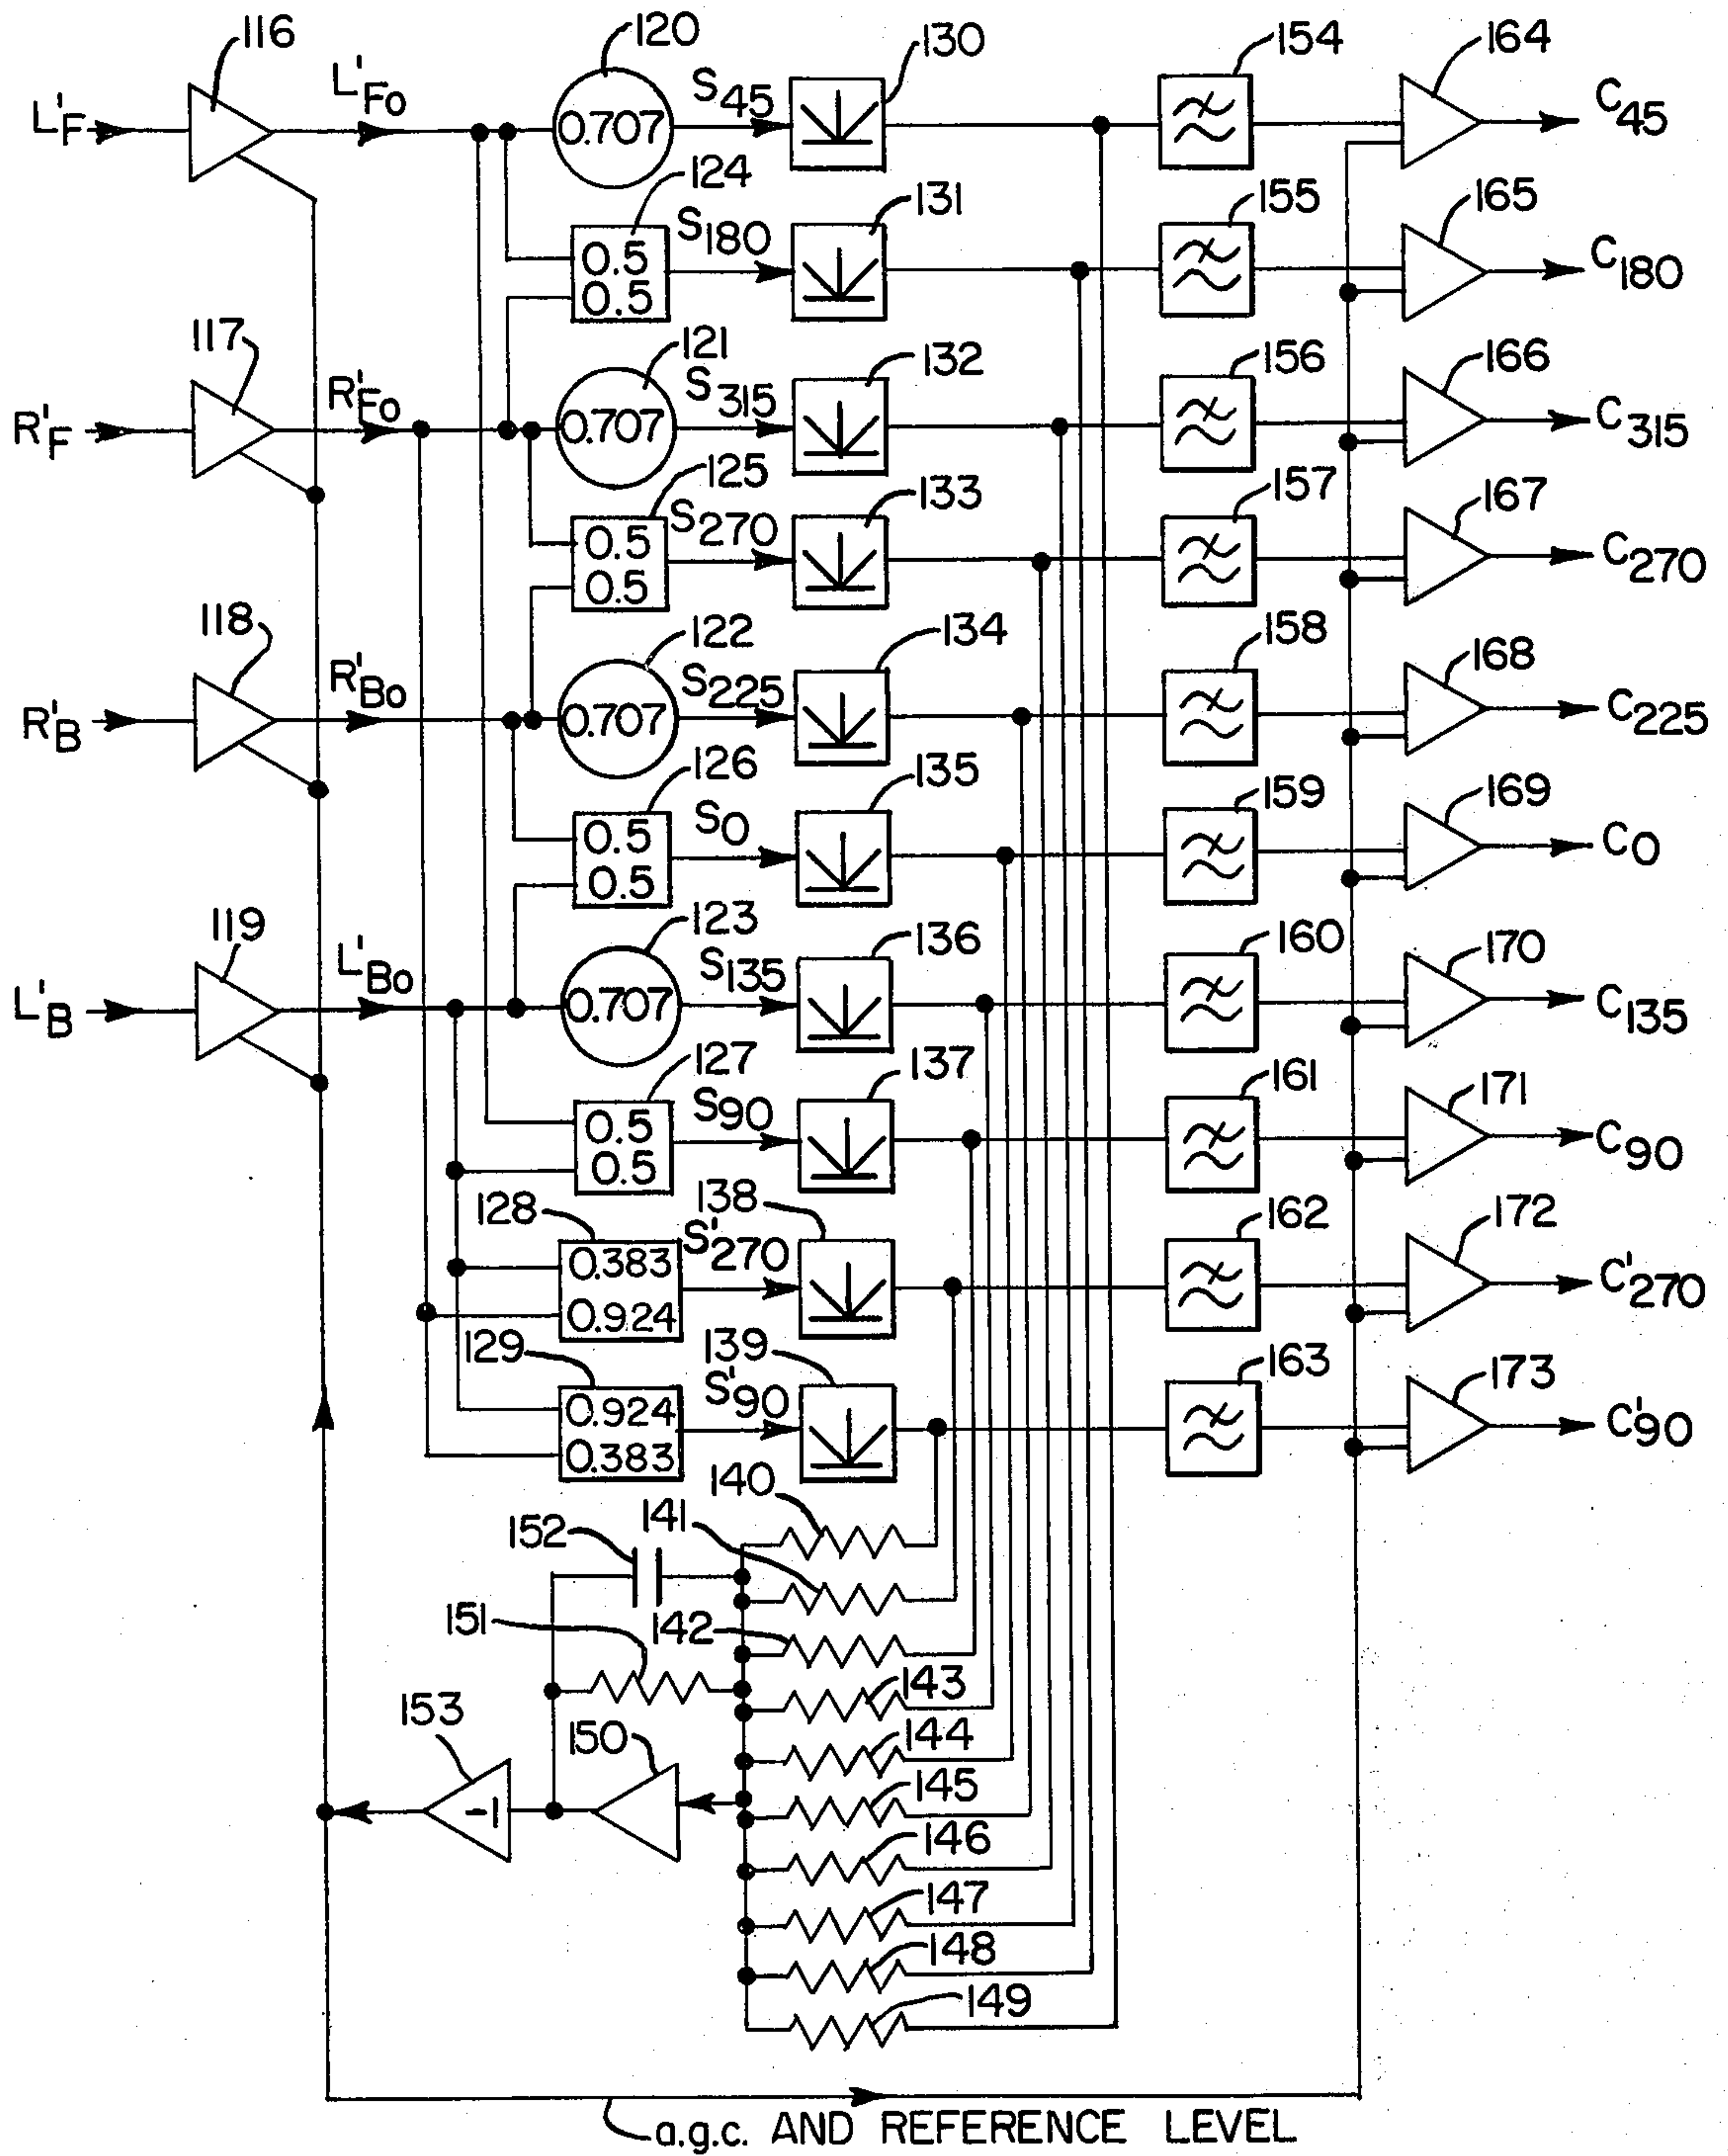 116
L'F
L'Fo
120
0.707
S45
130
154
164
C45
124
0.5
0.5
S180
131
155
165
C180
117
R'F
R'Fo
121
0.707
S315
132
156
166
C315
125
0.5
0.5
S270
133
157
167
C270
118
R'B
R'Bo
122
0.707
S225
134
158
168
C225
126
0.5
0.5
S0
135
159
169
C0
119
L'B
L'Bo
123
0.707
S135
136
160
170
C135
127
0.5
0.5
S90
137
161
171
C90
128
0.383
0.924
S'270
138
162
172
C'270
129
0.924
0.383
S'90
139
163
173
C'90
140
152
141
151
142
143
153
150
144
-1
145
146
147
148
149
a.g.c. AND REFERENCE LEVEL